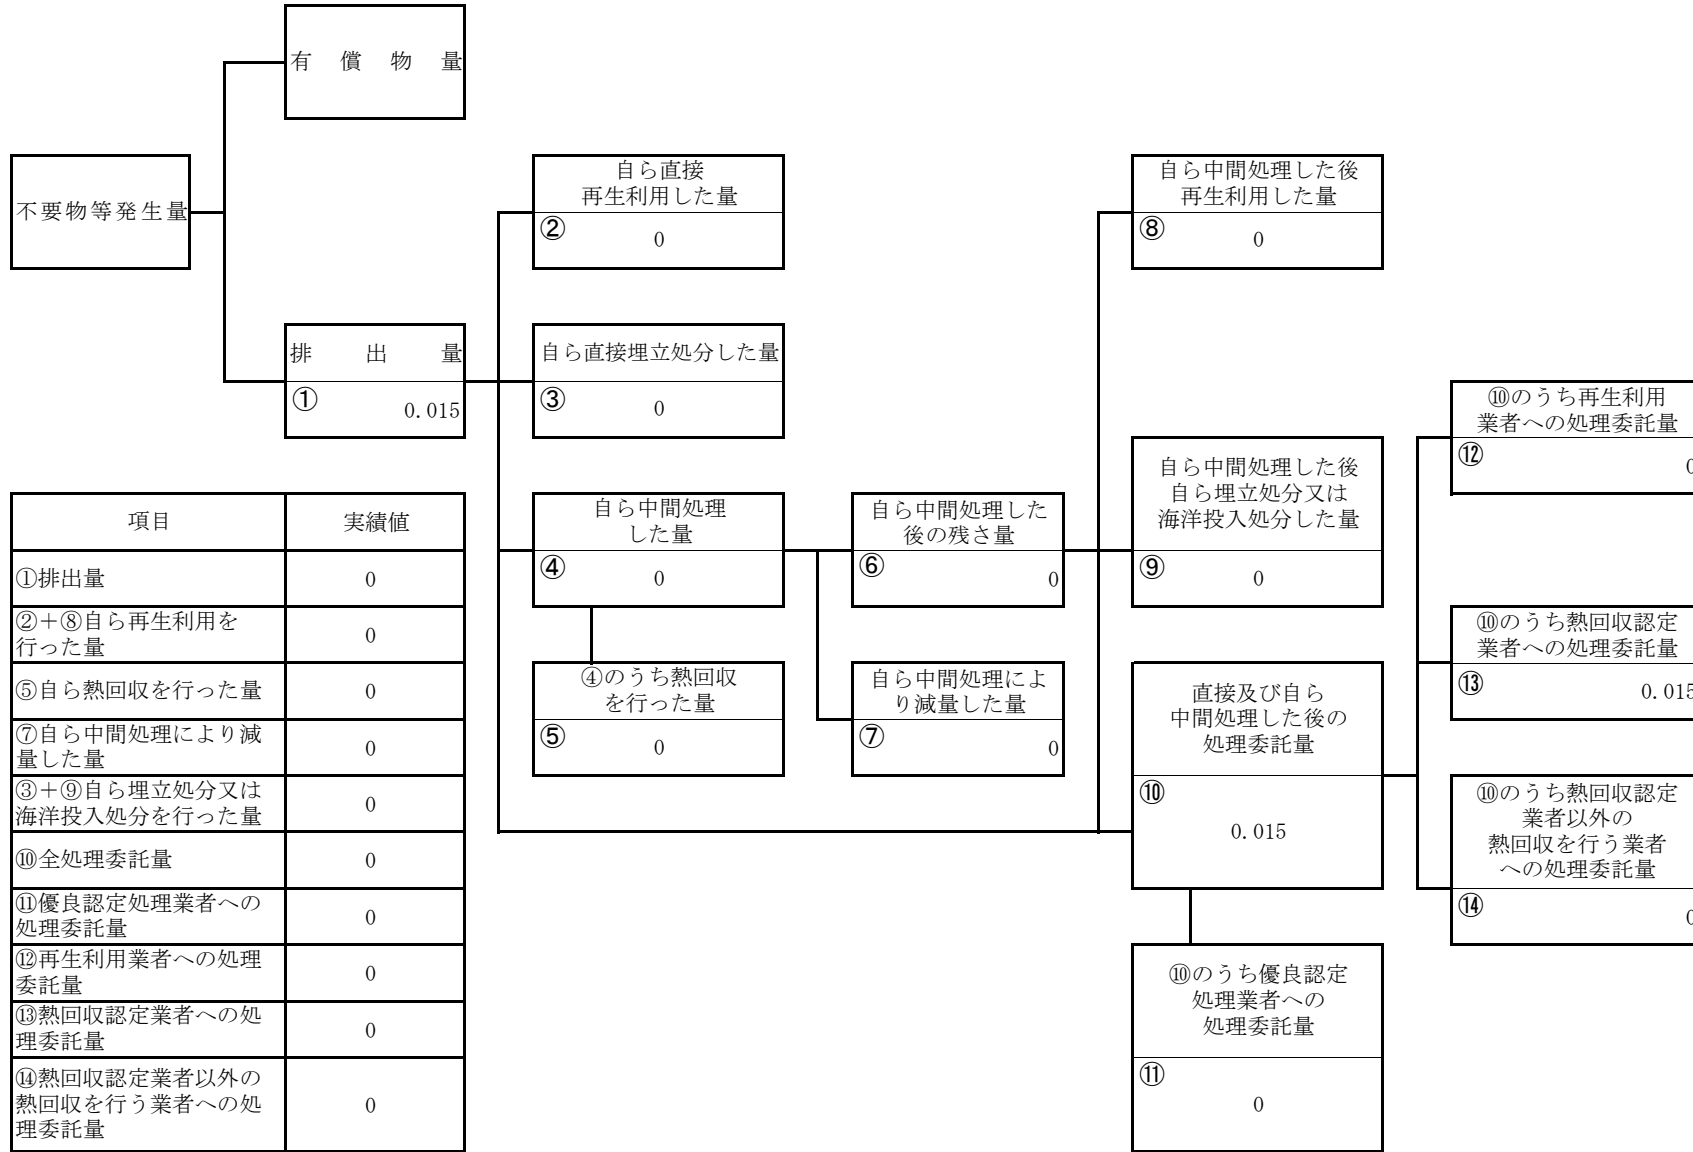 有償物量
不要物等発生量
自ら直接
再生利用した量
②
0
自ら中間処理した後
再生利用した量
⑧
0
排出量
①
0.015
自ら直接埋立処分した量
③
0
⑩のうち再生利用
業者への処理委託量
⑫
0
自ら中間処理
した量
④
0
自ら中間処理した
後の残さ量
⑥
0
自ら中間処理した後
自ら埋立処分又は
海洋投入処分した量
⑨
0
④のうち熱回収
を行った量
⑤
0
自ら中間処理によ
り減量した量
⑦
0
直接及び自ら
中間処理した後の
処理委託量
⑩
0.015
⑩のうち熱回収認定
業者への処理委託量
⑬
0.015
⑩のうち熱回収認定
業者以外の
熱回収を行う業者
への処理委託量
⑭
0
⑩のうち優良認定
処理業者への
処理委託量
⑪
0
項目 実績値
①排出量 0
②＋⑧自ら再生利用を
行った量 0
⑤自ら熱回収を行った量 0
⑦自ら中間処理により減
量した量 0
③＋⑨自ら埋立処分又は
海洋投入処分を行った量 0
⑩全処理委託量 0
⑪優良認定処理業者への
処理委託量 0
⑫再生利用業者への処理
委託量 0
⑬熱回収認定業者への処
理委託量 0
⑭熱回収認定業者以外の
熱回収を行う業者への処
理委託量 0